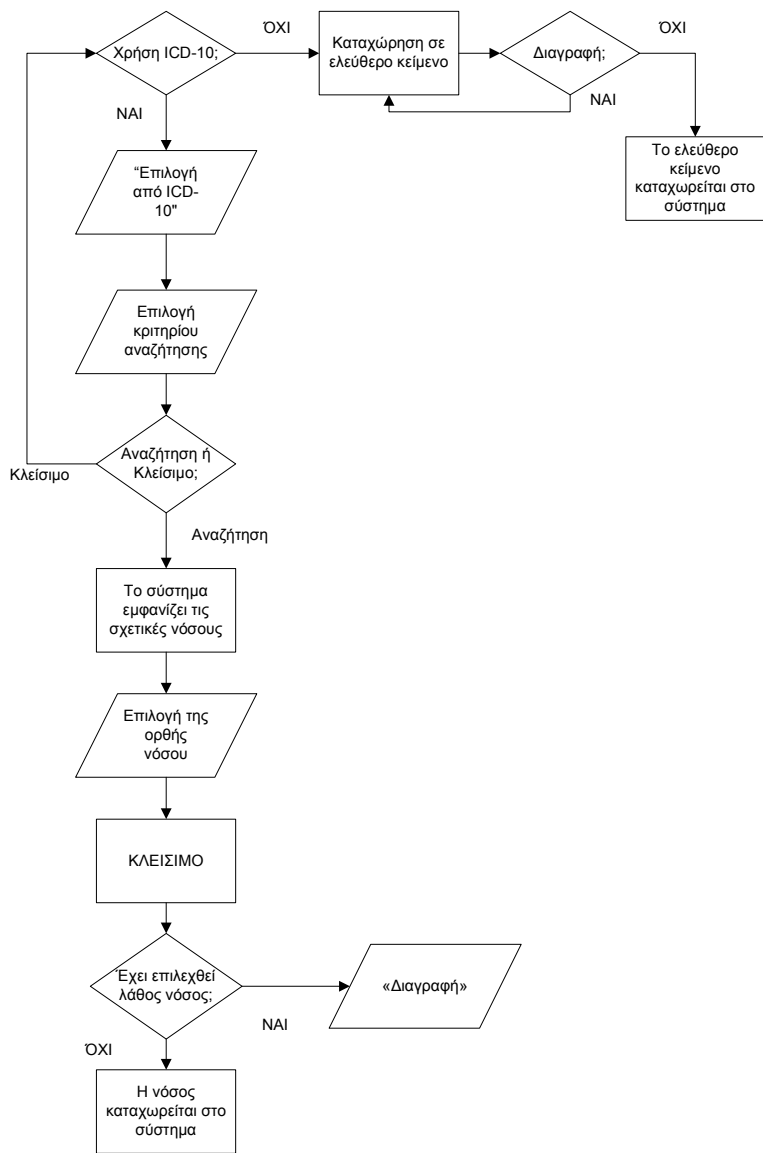 Χρήση ICD-10;
ΌΧΙ
Καταχώρηση σε
ελεύθερο κείμενο
Διαγραφή;
ΌΧΙ
ΝΑΙ
ΝΑΙ
Το ελεύθερο
κείμενο
καταχωρείται στο
σύστημα
“Επιλογή
από ICD-
10"
Επιλογή
κριτηρίου
αναζήτησης
Αναζήτηση ή
Κλείσιμο;
Κλείσιμο
Αναζήτηση
Το σύστημα
εμφανίζει τις
σχετικές νόσους
Επιλογή της
ορθής
νόσου
ΚΛΕΙΣΙΜΟ
Έχει επιλεχθεί
λάθος νόσος;
«Διαγραφή»
ΝΑΙ
ΌΧΙ
Η νόσος
καταχωρείται στο
σύστημα